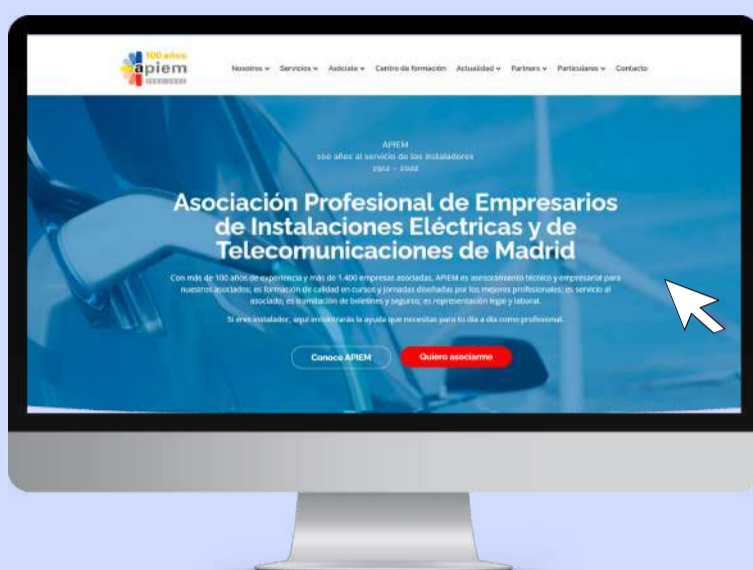 100 años
apiem
Nosotros Servicios Asóciate Centro de formación Actualidad Partners Particulares Contacto
APIEM
100 años al servicio de los instaladores
1922 – 2022
Asociación Profesional de Empresarios
de Instalaciones Eléctricas y de
Telecomunicaciones de Madrid
Con más de 100 años de experiencia y más de 1.400 empresas asociadas, APIEM es asesoramiento técnico y empresarial para
nuestros asociados; es formación de calidad en cursos y jornadas diseñadas por los mejores profesionales; es servicio al
asociado; es tramitación de boletines y seguros; es representación legal y laboral.
Si eres instalador, aquí encontrarás la ayuda que necesitas para tu día a día como profesional.
Conoce APIEM Quiero asociarme